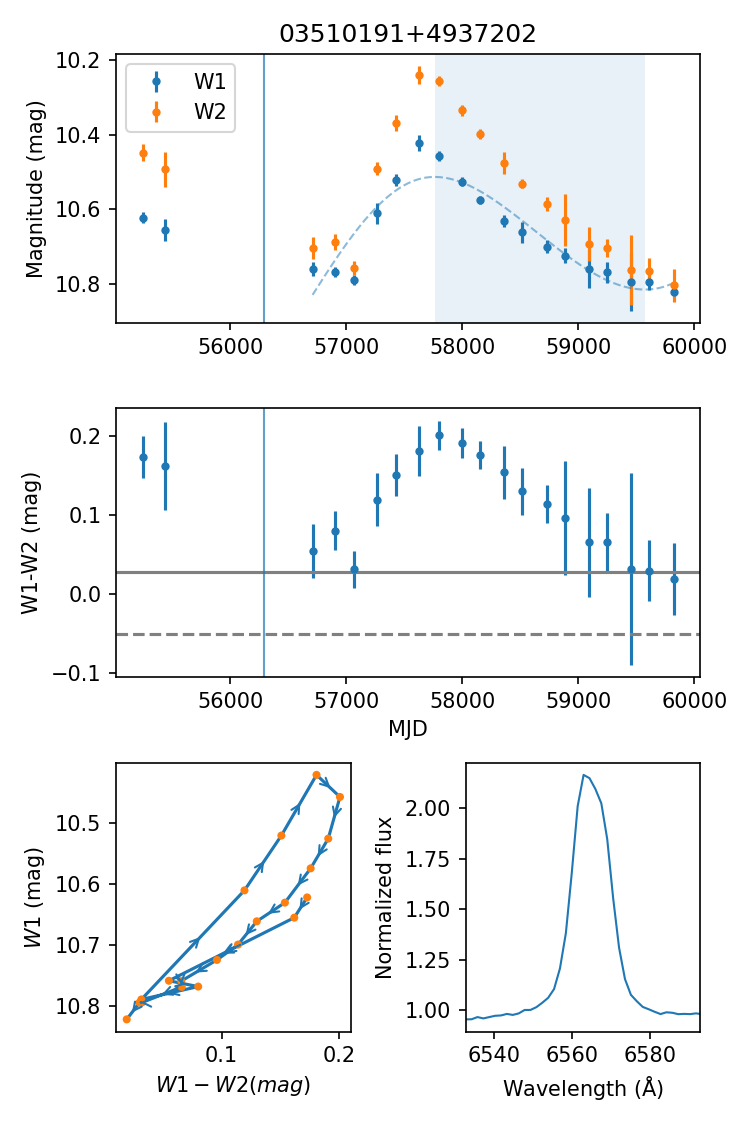 03510191+4937202
Magnitude (mag)
10.2
10.4
10.6
10.8
W1
W2
56000 57000 58000 59000 60000
W1-W2 (mag)
0.2
0.1
0.0
−0.1
56000 57000 58000 59000 60000
MJD
W1 (mag)
10.5
10.6
10.7
10.8
0.1 0.2
W1 − W2(mag)
Normalized flux
2.00
1.75
1.50
1.25
1.00
6540 6560 6580
Wavelength (Å)